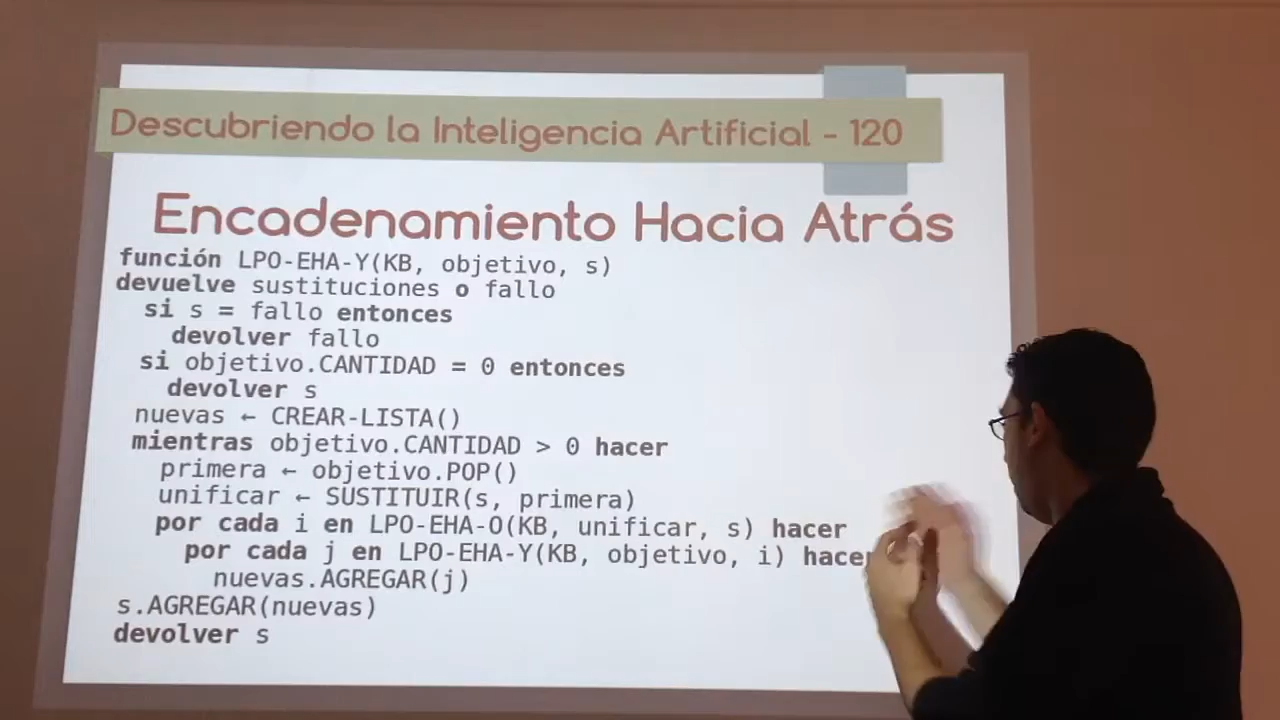 Descubriendo la Inteligencia Artificial - 120
Encadenamiento Hacia Atrás
función LPO-EHA-Y(KB, objetivo, s)
devuelve sustituciones o fallo
si s = fallo entonces
devolver fallo
si objetivo.CANTIDAD = 0 entonces
devolver s
nuevas ← CREAR-LISTA()
mientras objetivo.CANTIDAD > 0 hacer
primera ← objetivo.POP()
unificar ← SUSTITUIR(s, primera)
por cada i en LPO-EHA-O(KB, unificar, s) hacer
por cada j en LPO-EHA-Y(KB, objetivo, i) hacer
nuevas.AGREGAR(j)
s.AGREGAR(nuevas)
devolver s